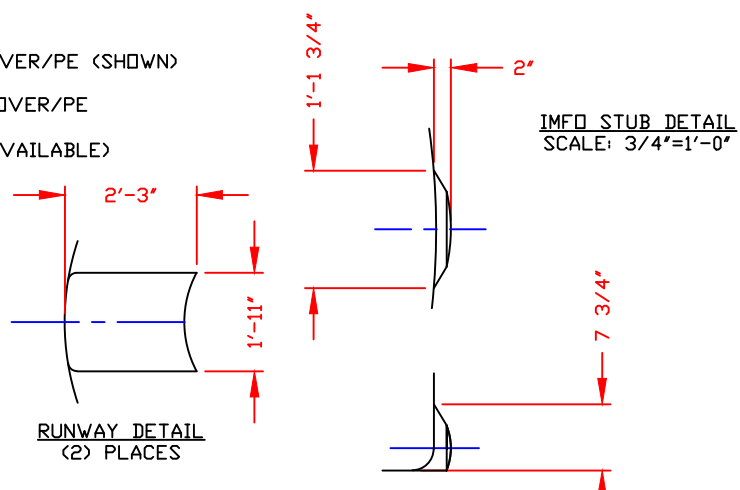 VER/PE (SHOWN)
OVER/PE
VAILABLE)
1'-1 3/4"
2"
IMFO STUB DETAIL
SCALE: 3/4"=1'-0"
2'-3"
1'-11"
7 3/4"
RUNWAY DETAIL
(2) PLACES